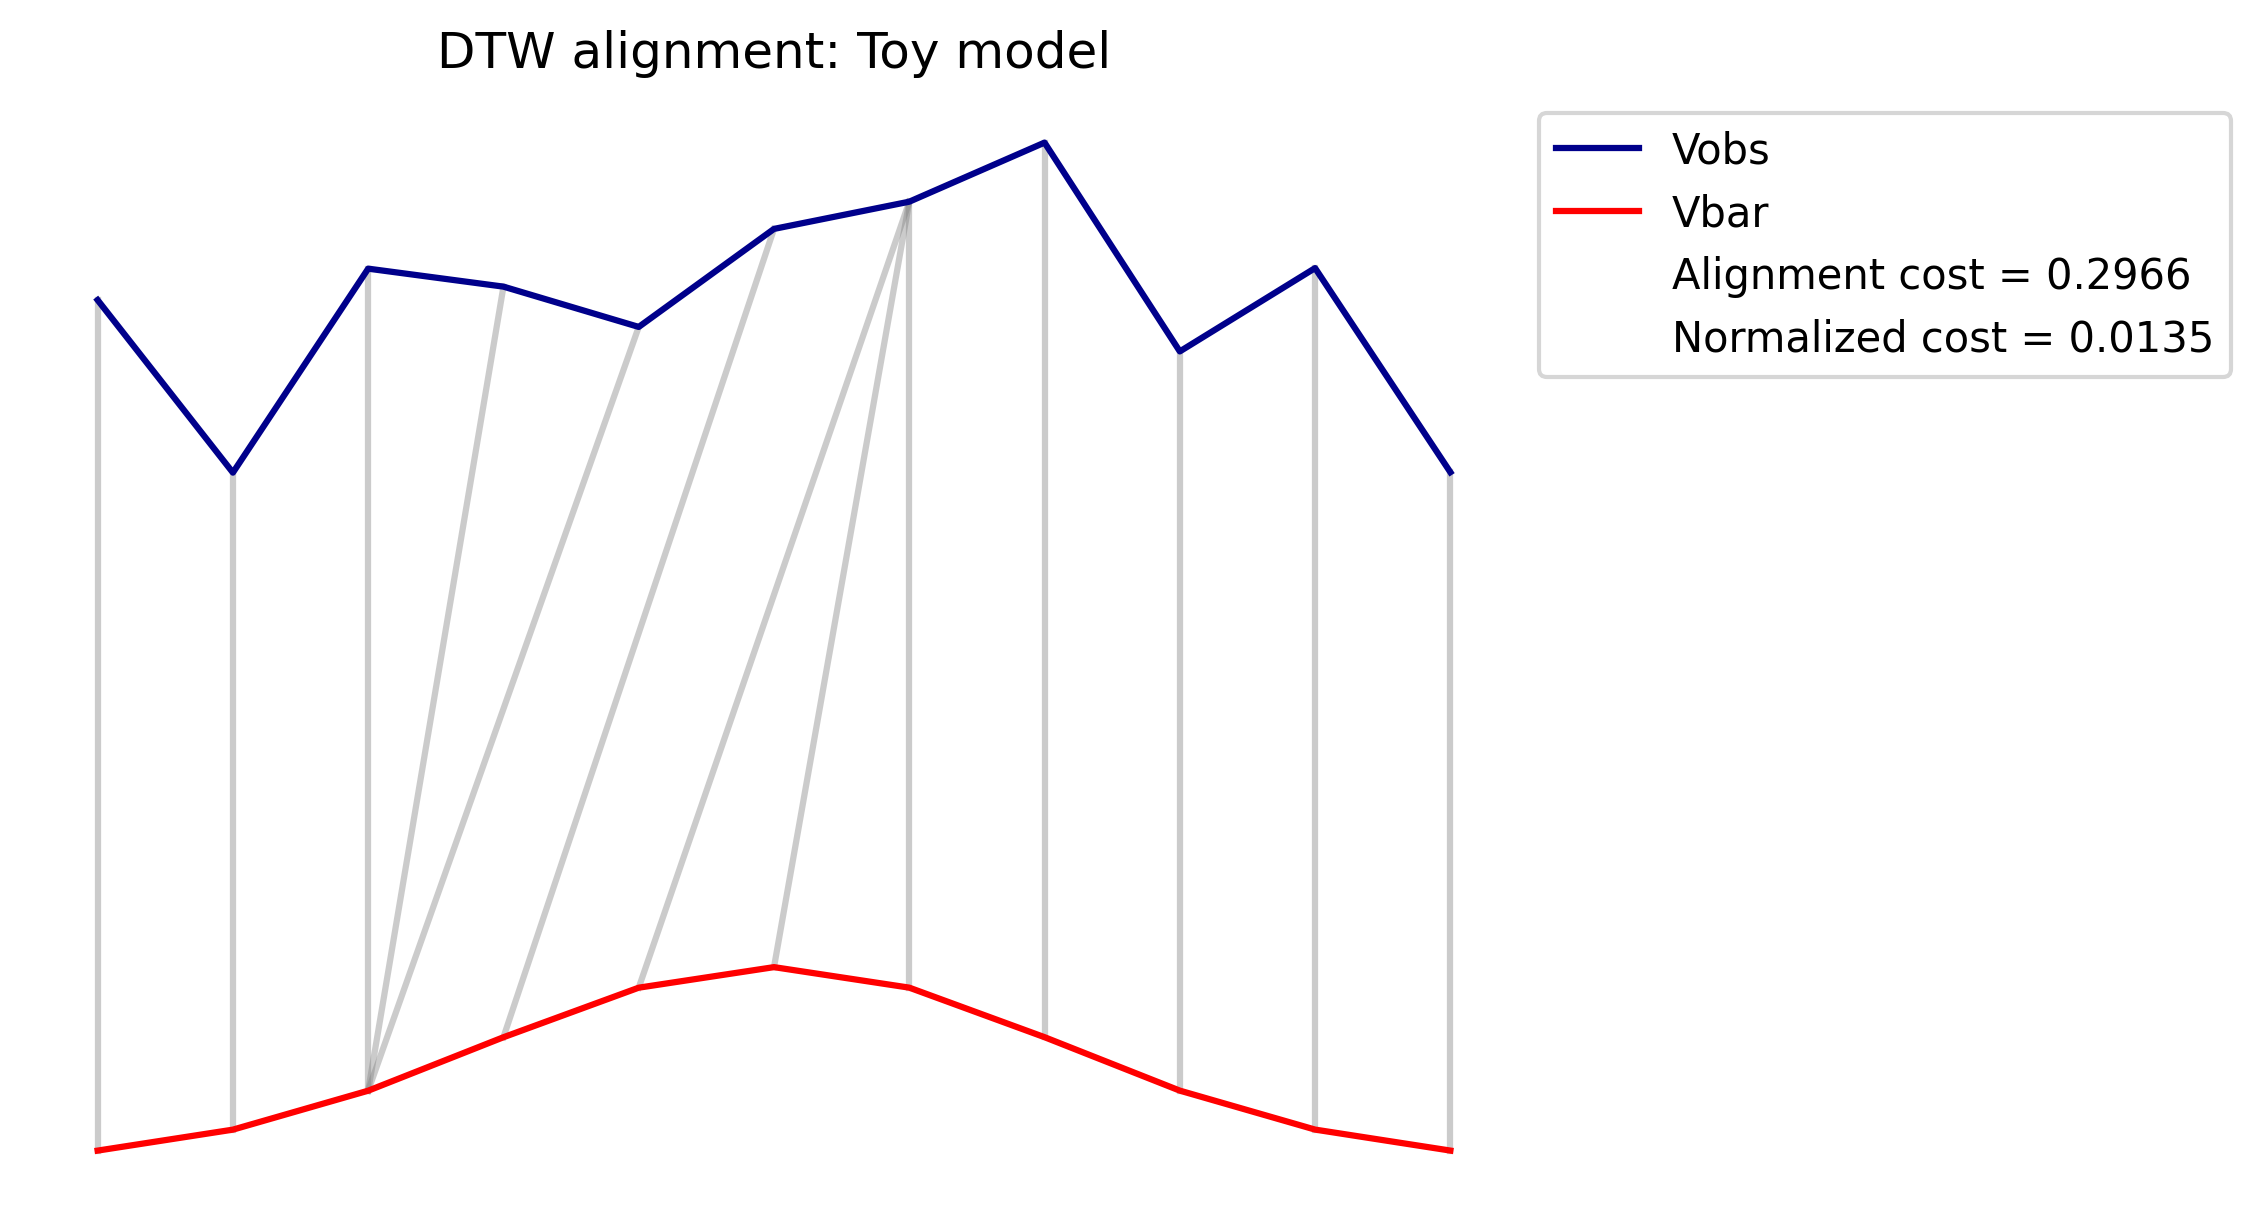 DTW alignment: Toy model
Vobs
Vbar
Alignment cost = 0.2966
Normalized cost = 0.0135